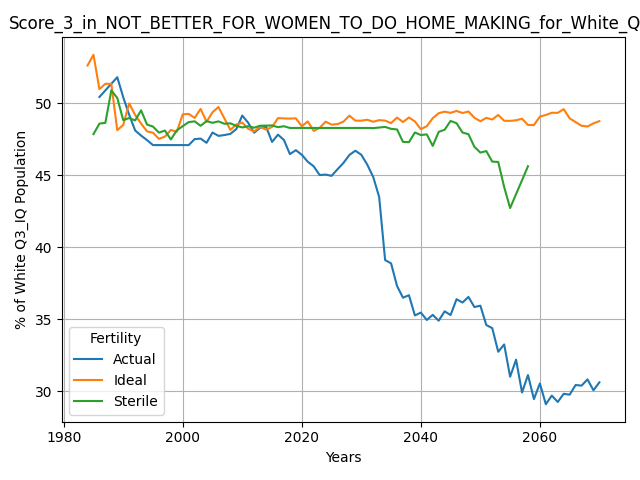 Score_3_in_NOT_BETTER_FOR_WOMEN_TO_DO_HOME_MAKING_for_White_Q
% of White Q3_IQ Population
50
45
40
35
30
Fertility
Actual
Ideal
Sterile
1980
2000
2020
2040
2060
Years